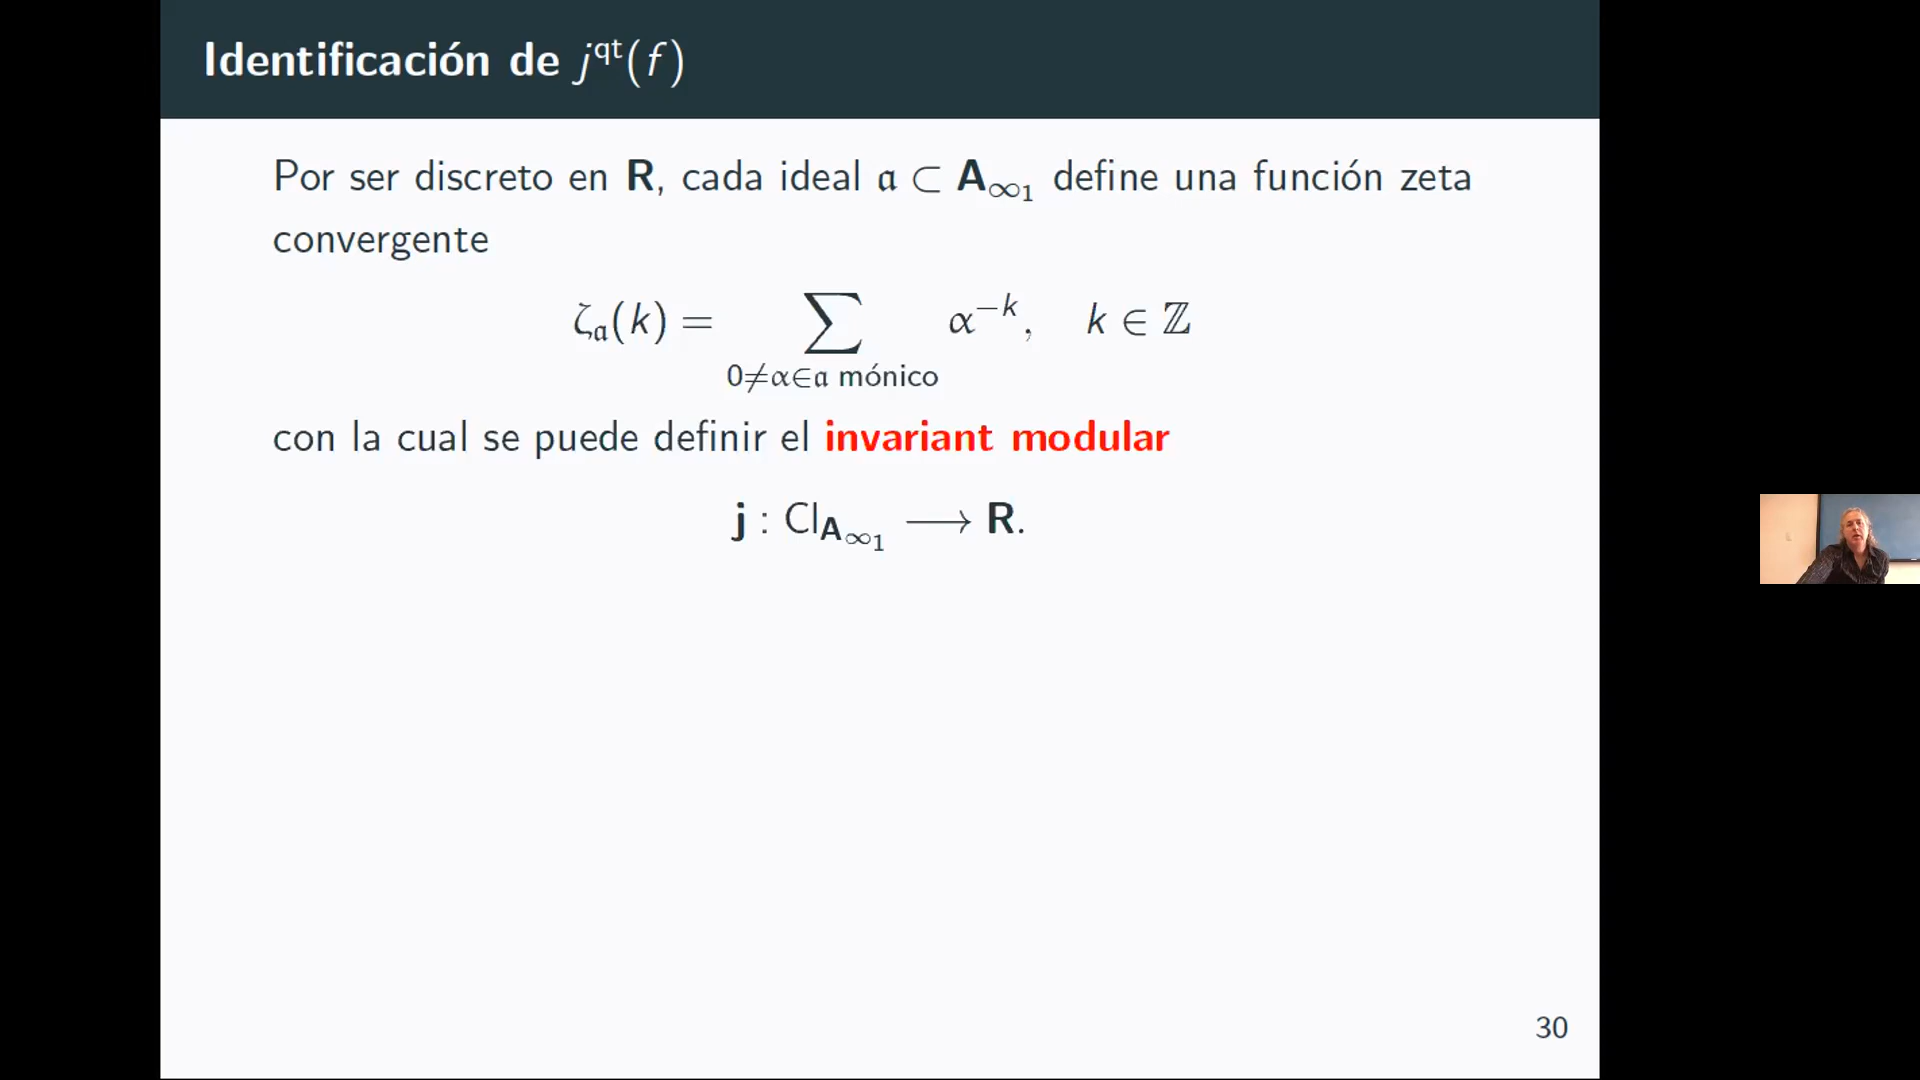 Identificación de j^qt(f)
Por ser discreto en R, cada ideal 𝔞 ⊂ A_∞₁ define una función zeta
convergente
ζ_𝔞(k) = ∑ α^−k, k ∈ ℤ
0≠α∈𝔞 mónico
con la cual se puede definir el invariant modular
j : Cl_A_∞₁ ⟶ R.
30